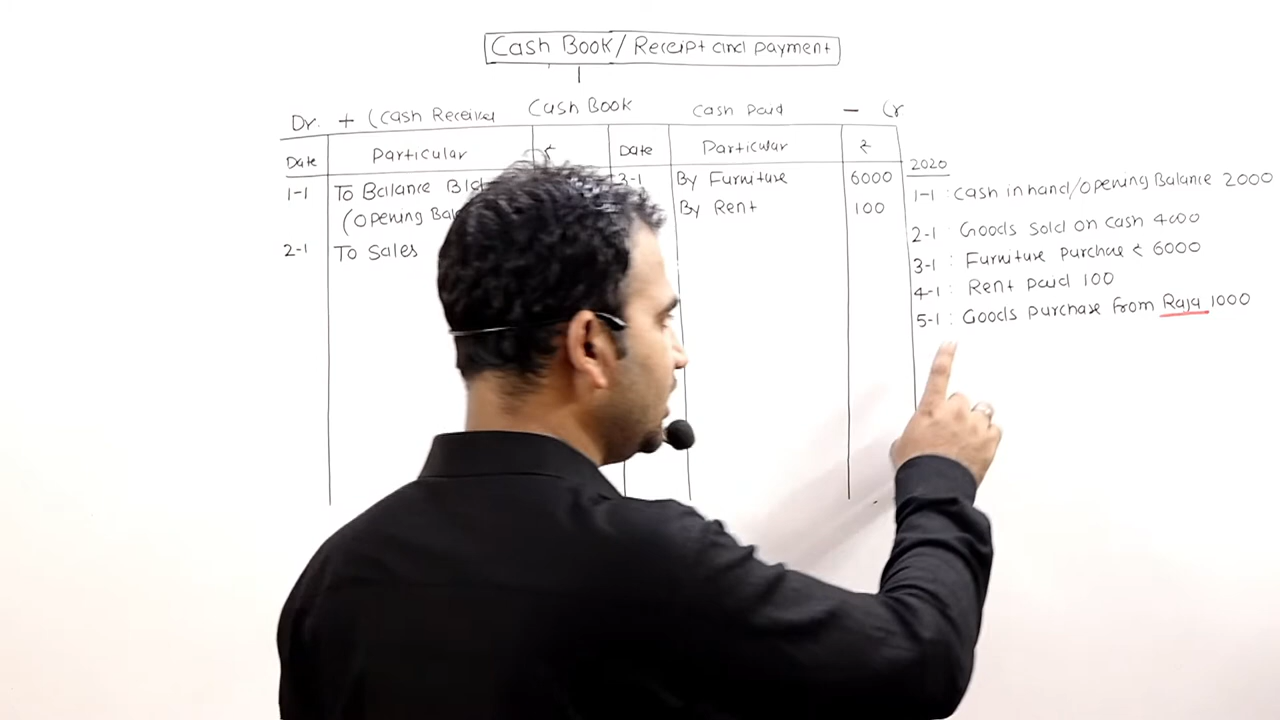 Cash Book/Receipt and payment
Dr. + (Cash Receive Cash Book Cash Paid - Cr
Date Particular ₹ Date Particular ₹
1-1 To Balance B/d 3-1 By Furniture 6000
(Opening Bal By Rent 100
2-1 To Sales
2020
1-1 : Cash in hand/Opening Balance 2000
2-1 : Goods Sold on cash 4000
3-1 : Furniture Purchase ₹ 6000
4-1 : Rent paid 100
5-1 : Goods purchase from Raja 1000